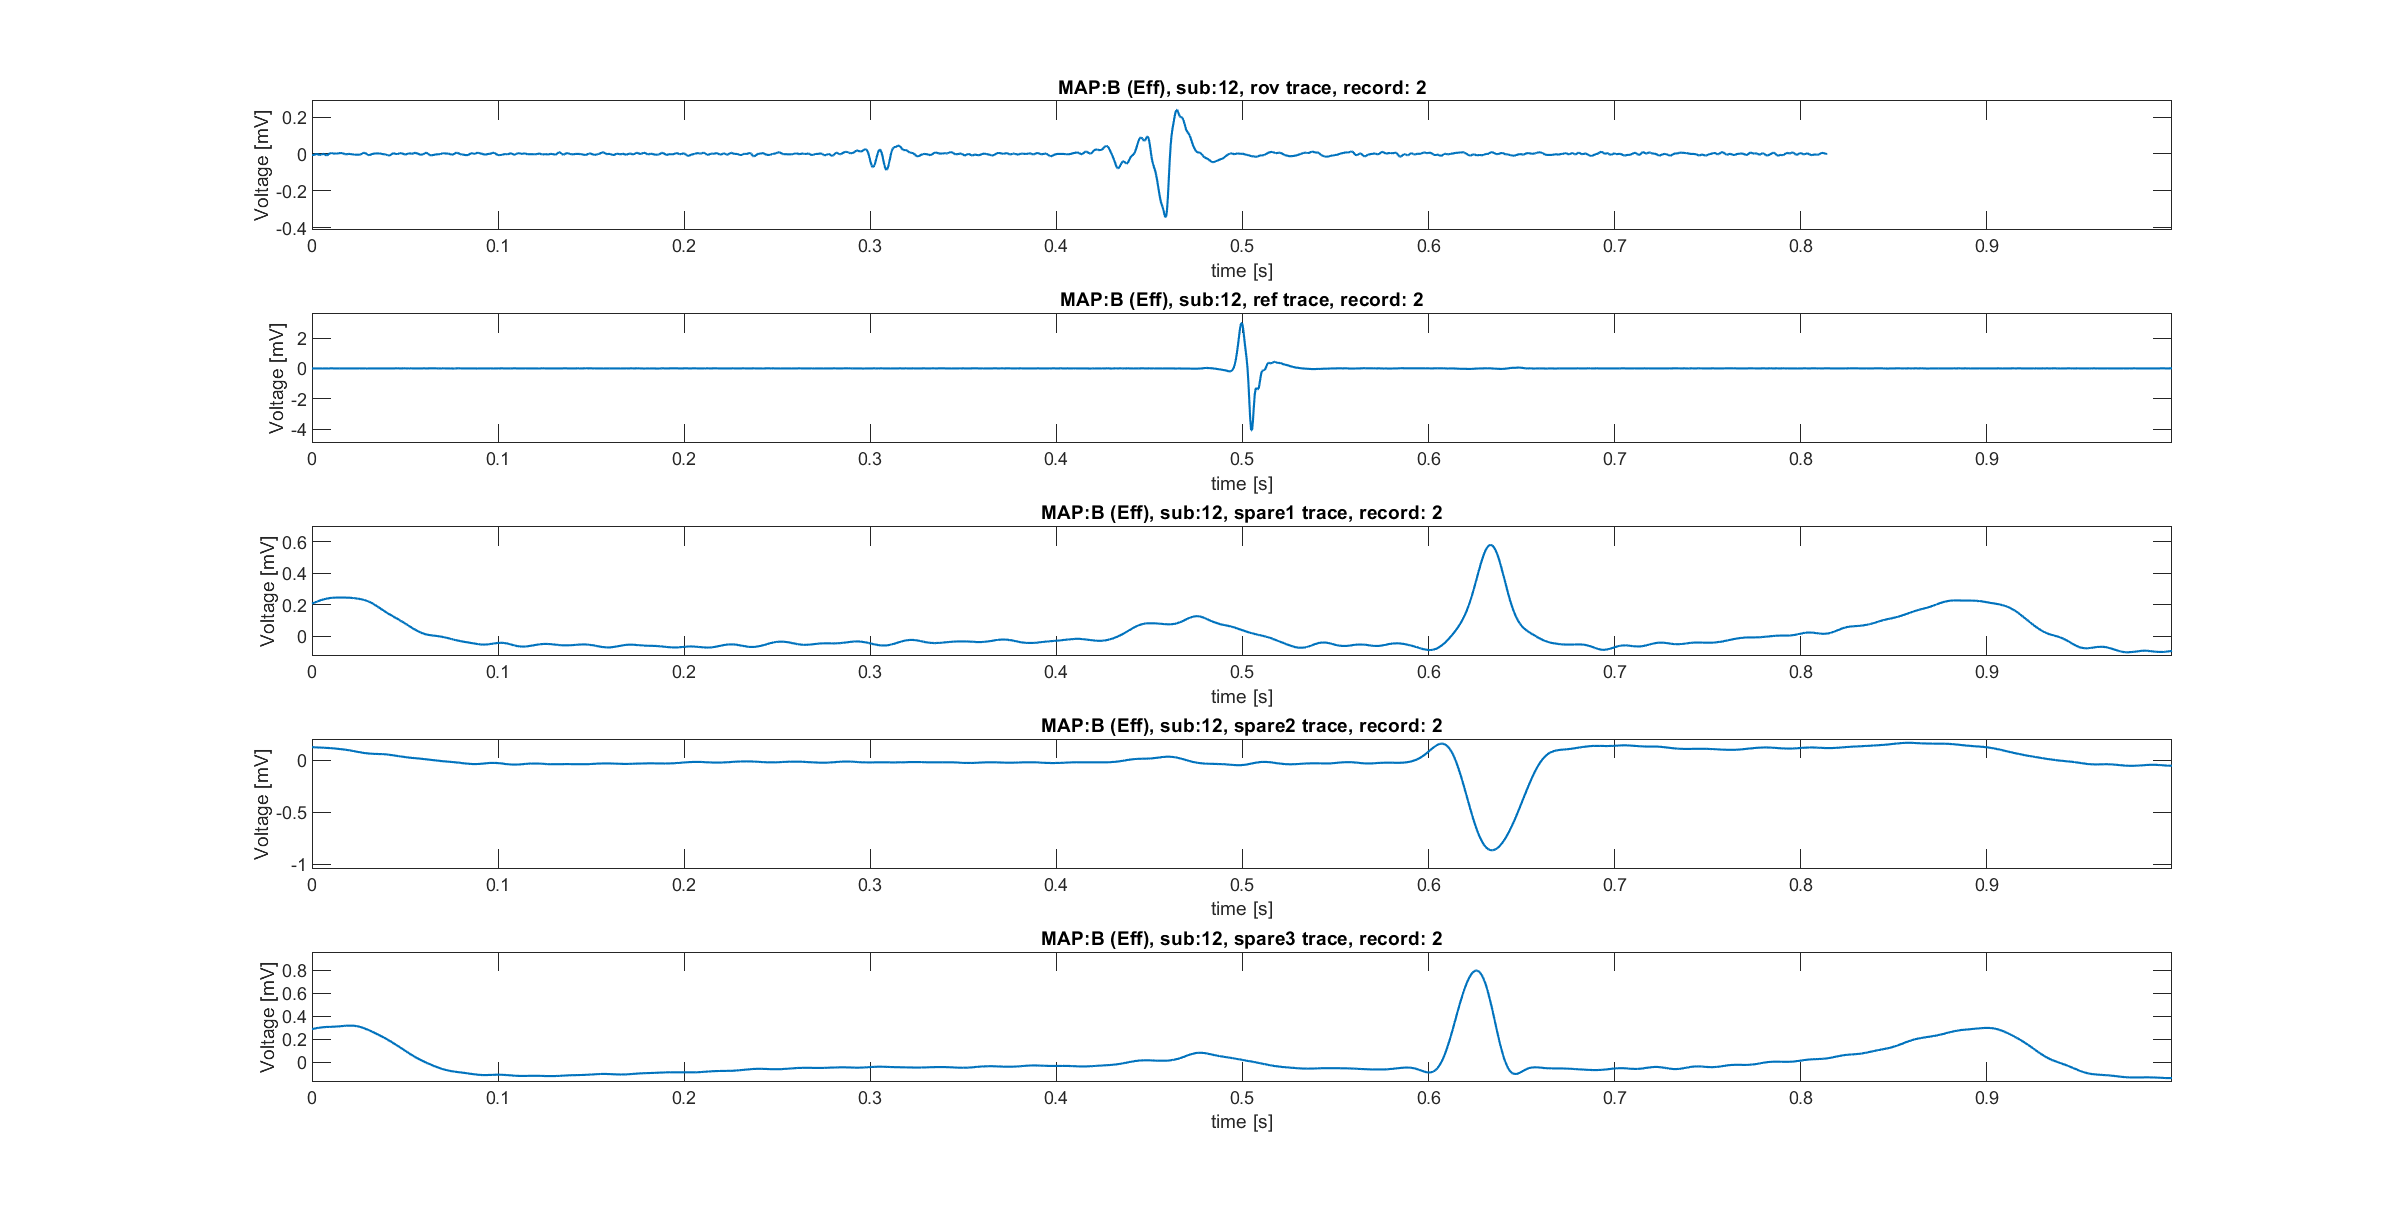 MAP:B (Eff), sub:12, rov trace, record: 2
Voltage [mV]
0.2
0
-0.2
-0.4
0 0.1 0.2 0.3 0.4 0.5 0.6 0.7 0.8 0.9
time [s]
MAP:B (Eff), sub:12, ref trace, record: 2
Voltage [mV]
2
0
-2
-4
0 0.1 0.2 0.3 0.4 0.5 0.6 0.7 0.8 0.9
time [s]
MAP:B (Eff), sub:12, spare1 trace, record: 2
Voltage [mV]
0.6
0.4
0.2
0
0 0.1 0.2 0.3 0.4 0.5 0.6 0.7 0.8 0.9
time [s]
MAP:B (Eff), sub:12, spare2 trace, record: 2
Voltage [mV]
0
-0.5
-1
0 0.1 0.2 0.3 0.4 0.5 0.6 0.7 0.8 0.9
time [s]
MAP:B (Eff), sub:12, spare3 trace, record: 2
Voltage [mV]
0.8
0.6
0.4
0.2
0
0 0.1 0.2 0.3 0.4 0.5 0.6 0.7 0.8 0.9
time [s]